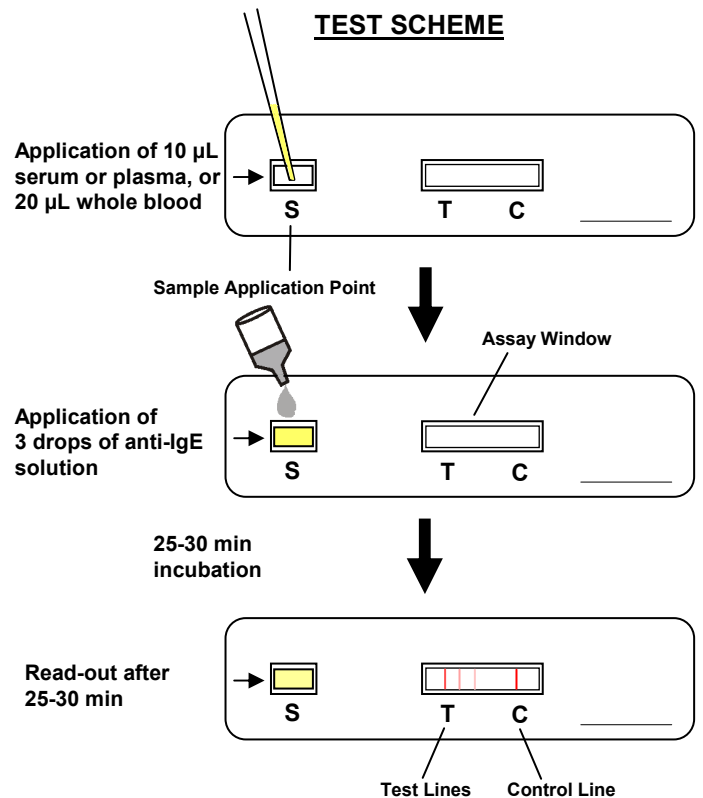 TEST SCHEME
Application of 10 µL
serum or plasma, or
20 µL whole blood
S
T C
Sample Application Point
Assay Window
Application of
3 drops of anti-IgE
solution
S
T C
25-30 min
incubation
Read-out after
25-30 min
S
T C
Test Lines Control Line